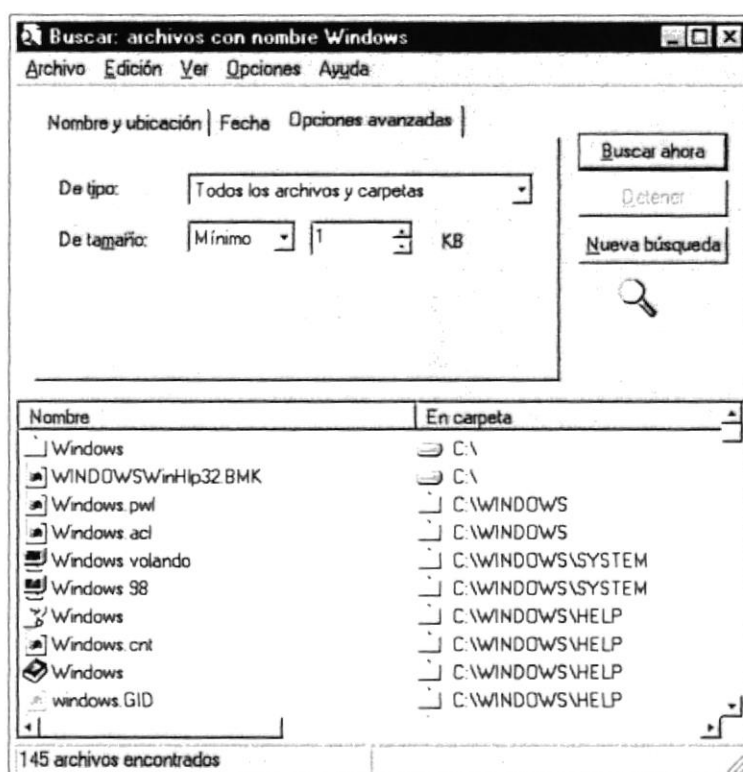 Buscar: archivos con nombre Windows
Archivo Edición Ver Opciones Ayuda
Nombre y ubicación Fecha Opciones avanzadas
De tipo: Todos los archivos y carpetas
De tamaño: Mínimo 1 KB
Buscar ahora
Detener
Nueva búsqueda
Nombre En carpeta
Windows C:\
WINDOWSWinHlp32.BMK C:\
Windows.pwl C:\WINDOWS
Windows.acl C:\WINDOWS
Windows volando C:\WINDOWS\SYSTEM
Windows 98 C:\WINDOWS\SYSTEM
Windows C:\WINDOWS\HELP
Windows.cnt C:\WINDOWS\HELP
Windows C:\WINDOWS\HELP
windows.GID C:\WINDOWS\HELP
145 archivos encontrados